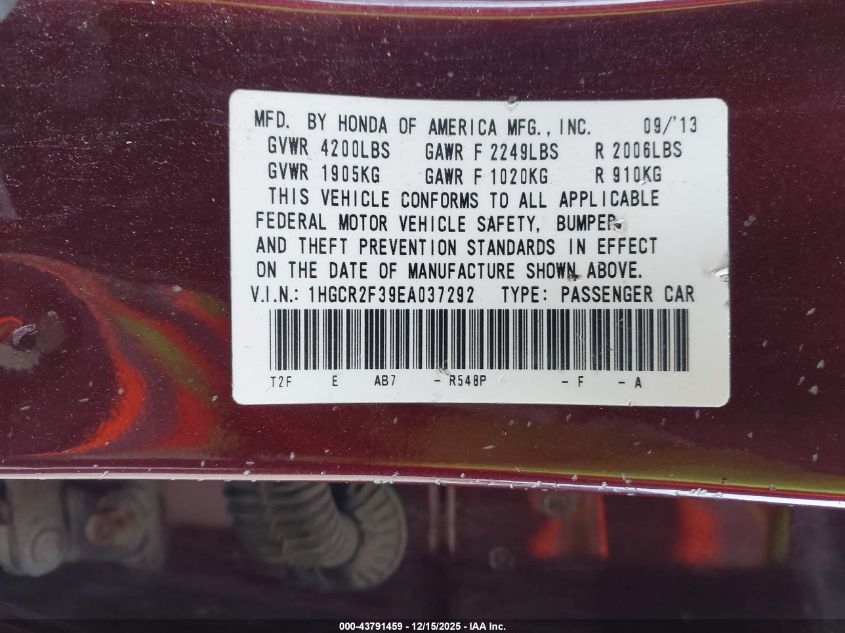 MFD. BY HONDA OF AMERICA MFG., INC. 09/'13
GVWR 4200LBS GAWR F 2249LBS R 2006LBS
GVWR 1905KG GAWR F 1020KG R 910KG
THIS VEHICLE CONFORMS TO ALL APPLICABLE
FEDERAL MOTOR VEHICLE SAFETY, BUMPER,
AND THEFT PREVENTION STANDARDS IN EFFECT
ON THE DATE OF MANUFACTURE SHOWN ABOVE.
V.I.N.: 1HGCR2F39EA037292 TYPE: PASSENGER CAR
T2F E AB7 - R548P - F - A
000-43791459 - 12/15/2025 - IAA Inc.